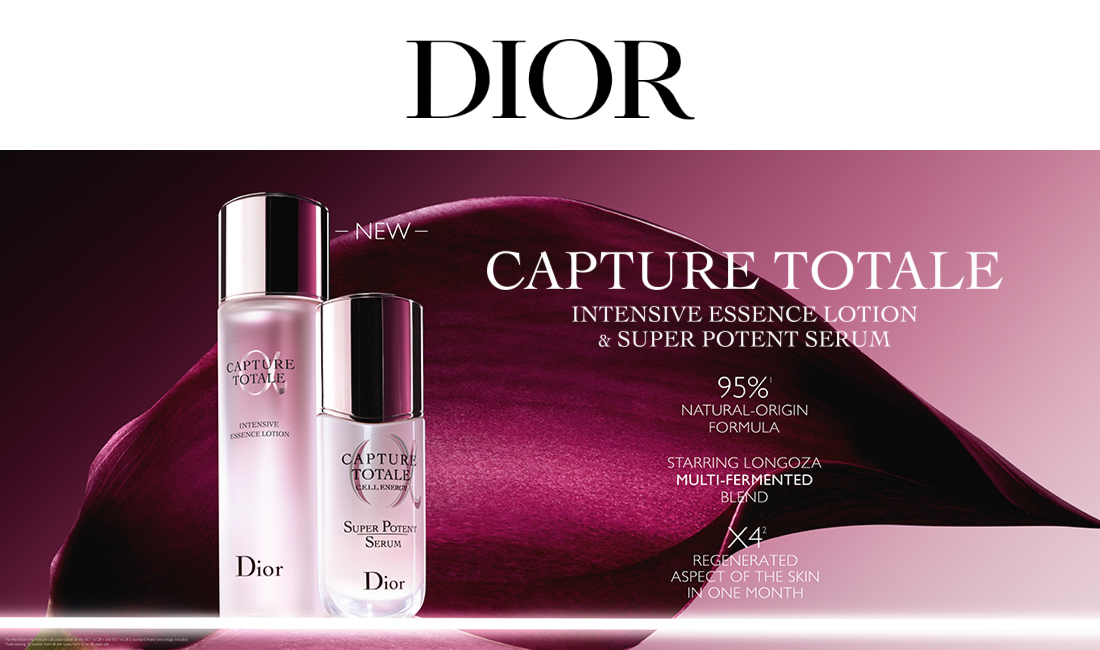 DIOR
– NEW –
CAPTURE TOTALE
INTENSIVE ESSENCE LOTION
& SUPER POTENT SERUM
95%¹
NATURAL-ORIGIN
FORMULA
STARRING LONGOZA
MULTI-FERMENTED
BLEND
X4²
REGENERATED
ASPECT OF THE SKIN
IN ONE MONTH
CAPTURE
TOTALE
INTENSIVE
ESSENCE LOTION
Dior
CAPTURE
TOTALE
C.E.L.L. ENERGY
SUPER POTENT
SERUM
Dior